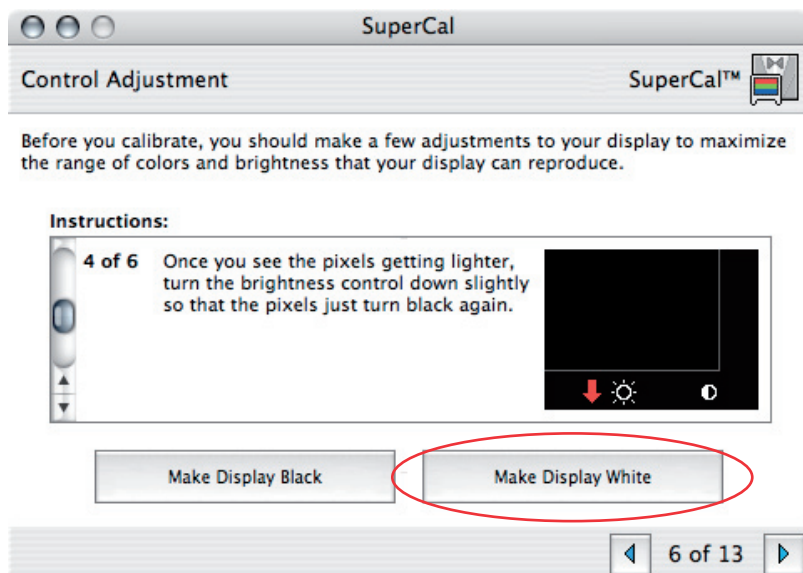 SuperCal
Control Adjustment
SuperCal™
Before you calibrate, you should make a few adjustments to your display to maximize
the range of colors and brightness that your display can reproduce.
Instructions:
4 of 6
Once you see the pixels getting lighter,
turn the brightness control down slightly
so that the pixels just turn black again.
Make Display Black
Make Display White
6 of 13